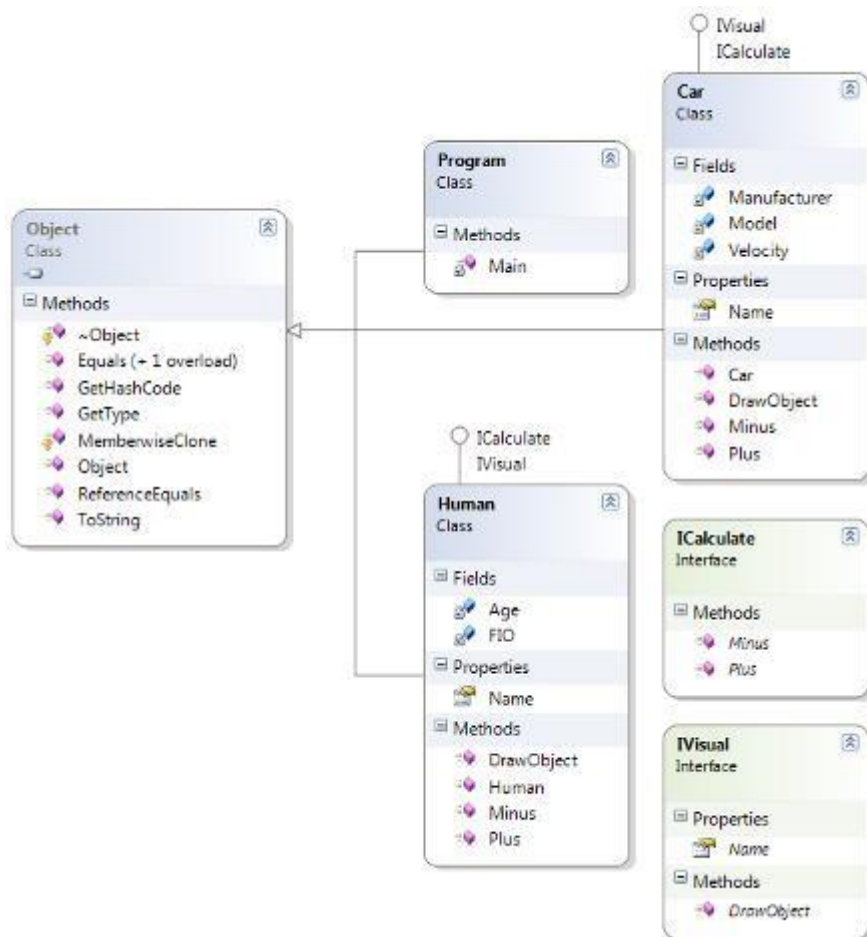 Object
Class
Methods
~Object
Equals (+ 1 overload)
GetHashCode
GetType
MemberwiseClone
Object
ReferenceEquals
ToString
Program
Class
Methods
Main
ICalculate
IVisual
Human
Class
Fields
Age
FIO
Properties
Name
Methods
DrawObject
Human
Minus
Plus
IVisual
ICalculate
Car
Class
Fields
Manufacturer
Model
Velocity
Properties
Name
Methods
Car
DrawObject
Minus
Plus
ICalculate
Interface
Methods
Minus
Plus
IVisual
Interface
Properties
Name
Methods
DrawObject